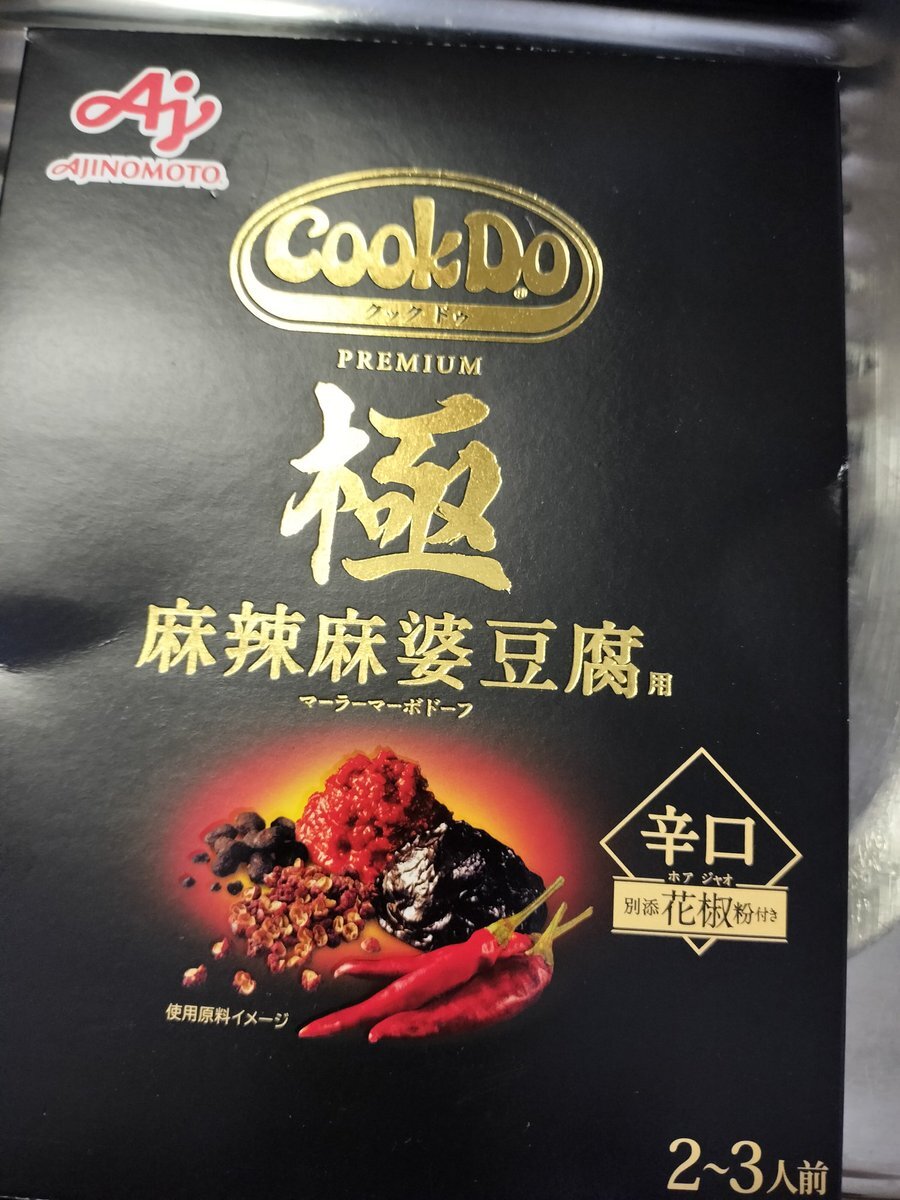 Aj
AJINOMOTO®
CookDo®
クックドゥ
PREMIUM
極
麻辣麻婆豆腐用
マーラーマーボドーフ
辛口
ホア ジャオ
別添花椒粉付き
使用原料イメージ
2~3人前